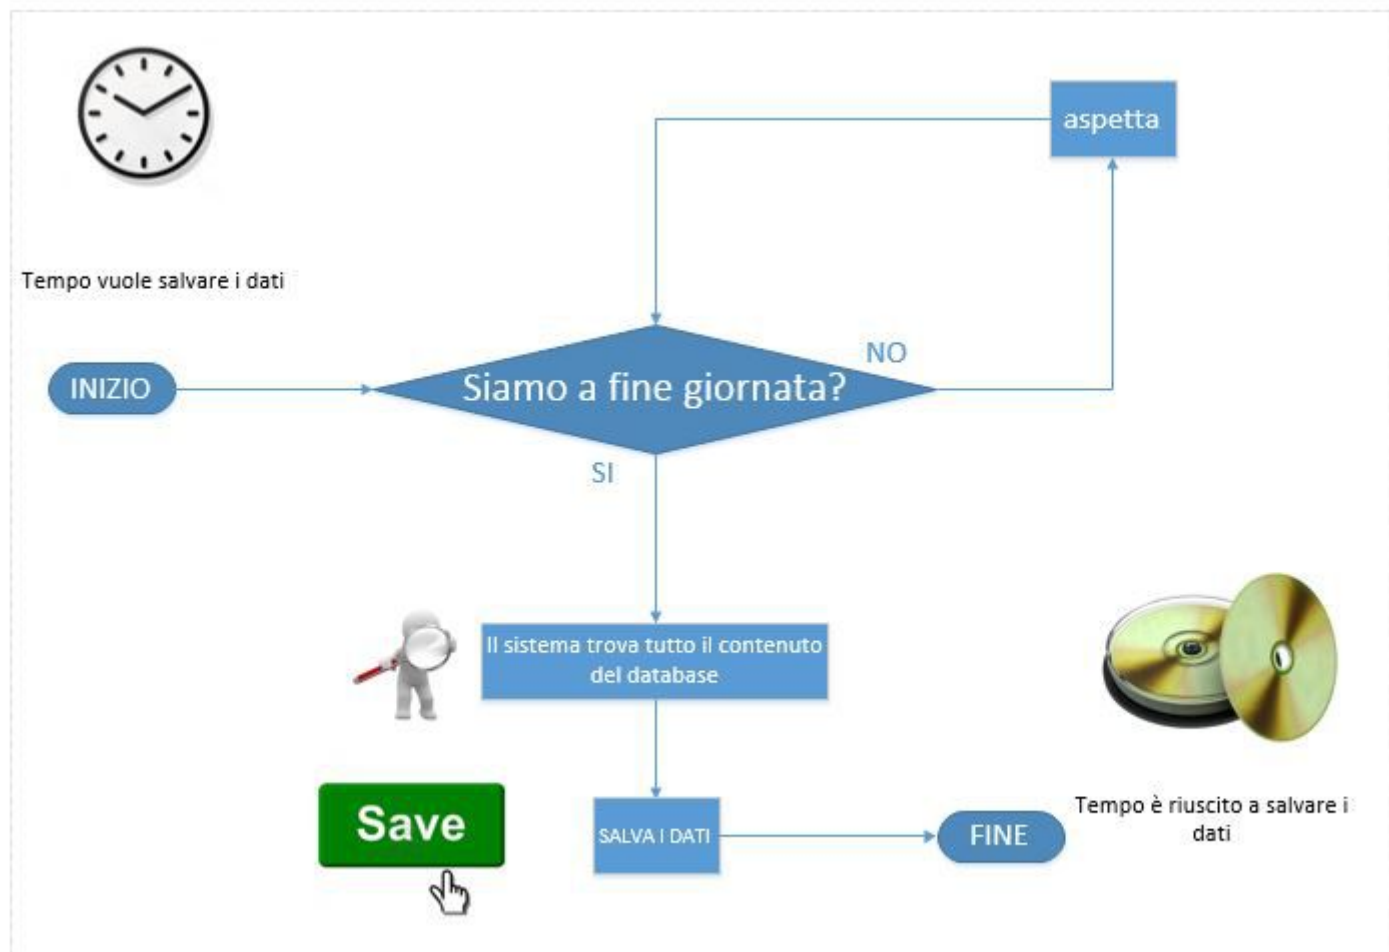 aspetta
Tempo vuole salvare i dati
NO
INIZIO
Siamo a fine giornata?
SI
Il sistema trova tutto il contenuto
del database
Save
SALVA I DATI
FINE
Tempo è riuscito a salvare i
dati